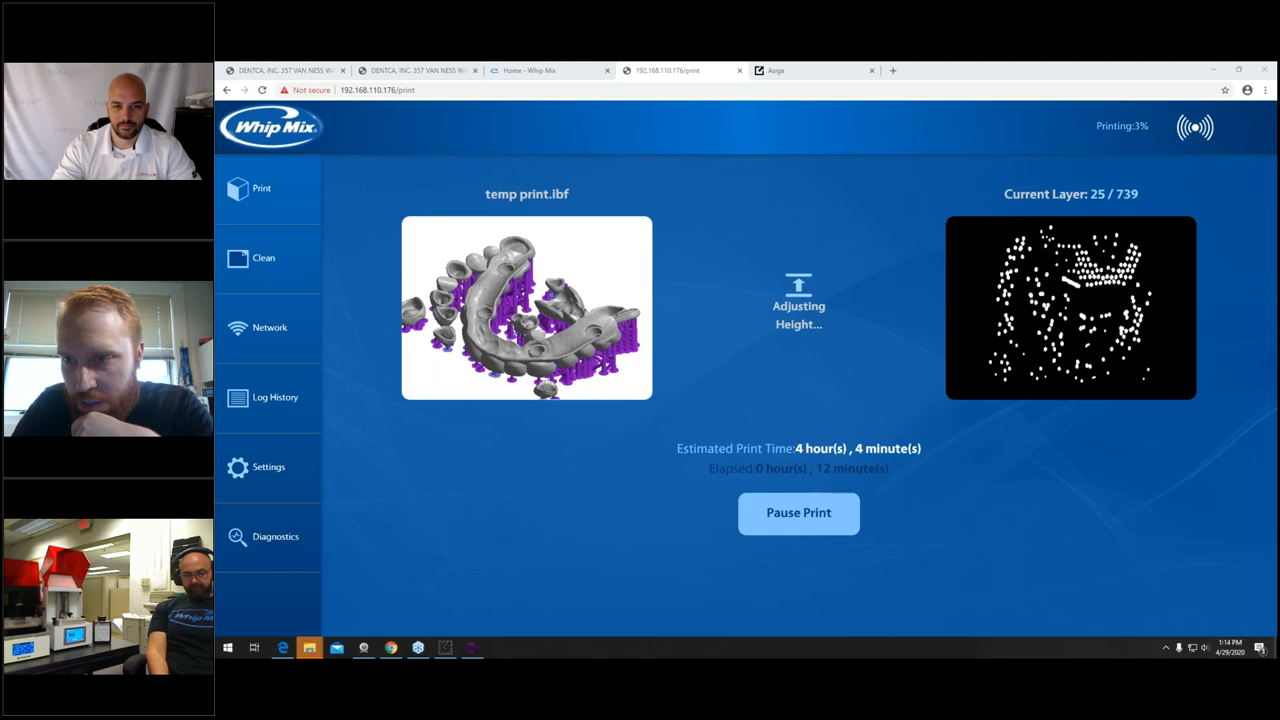 DENTCA, INC. 357 VAN NESS W
DENTCA, INC. 357 VAN NESS W
Home - Whip Mix
192.168.110.176/print
Asiga
Not secure
192.168.110.176/print
Whip Mix
Printing:3%
Print
Clean
Network
Log History
Settings
Diagnostics
temp print.ibf
Current Layer: 25 / 739
Adjusting
Height...
Estimated Print Time:4 hour(s) , 4 minute(s)
Elapsed:0 hour(s) , 12 minute(s)
Pause Print
Whip Mix
1:14 PM
4/29/2020